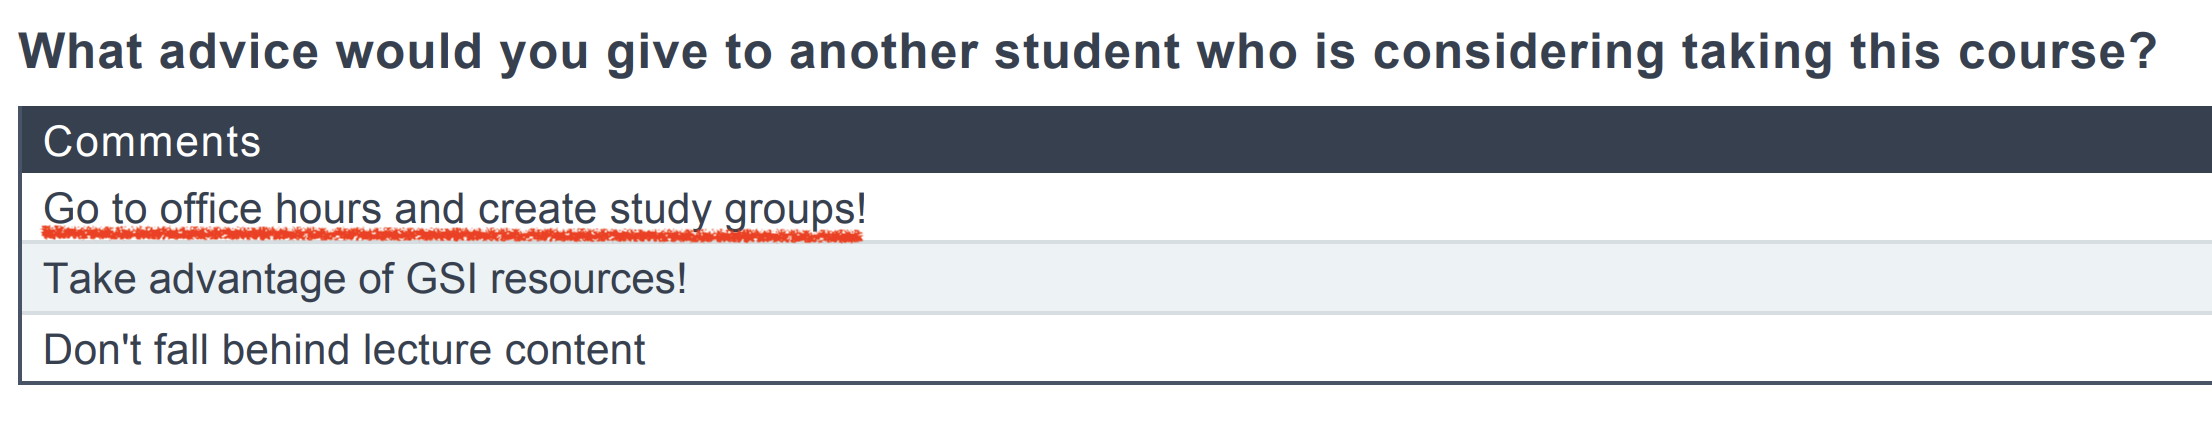 What advice would you give to another student who is considering taking this course?
Comments
Go to office hours and create study groups!
Take advantage of GSI resources!
Don't fall behind lecture content